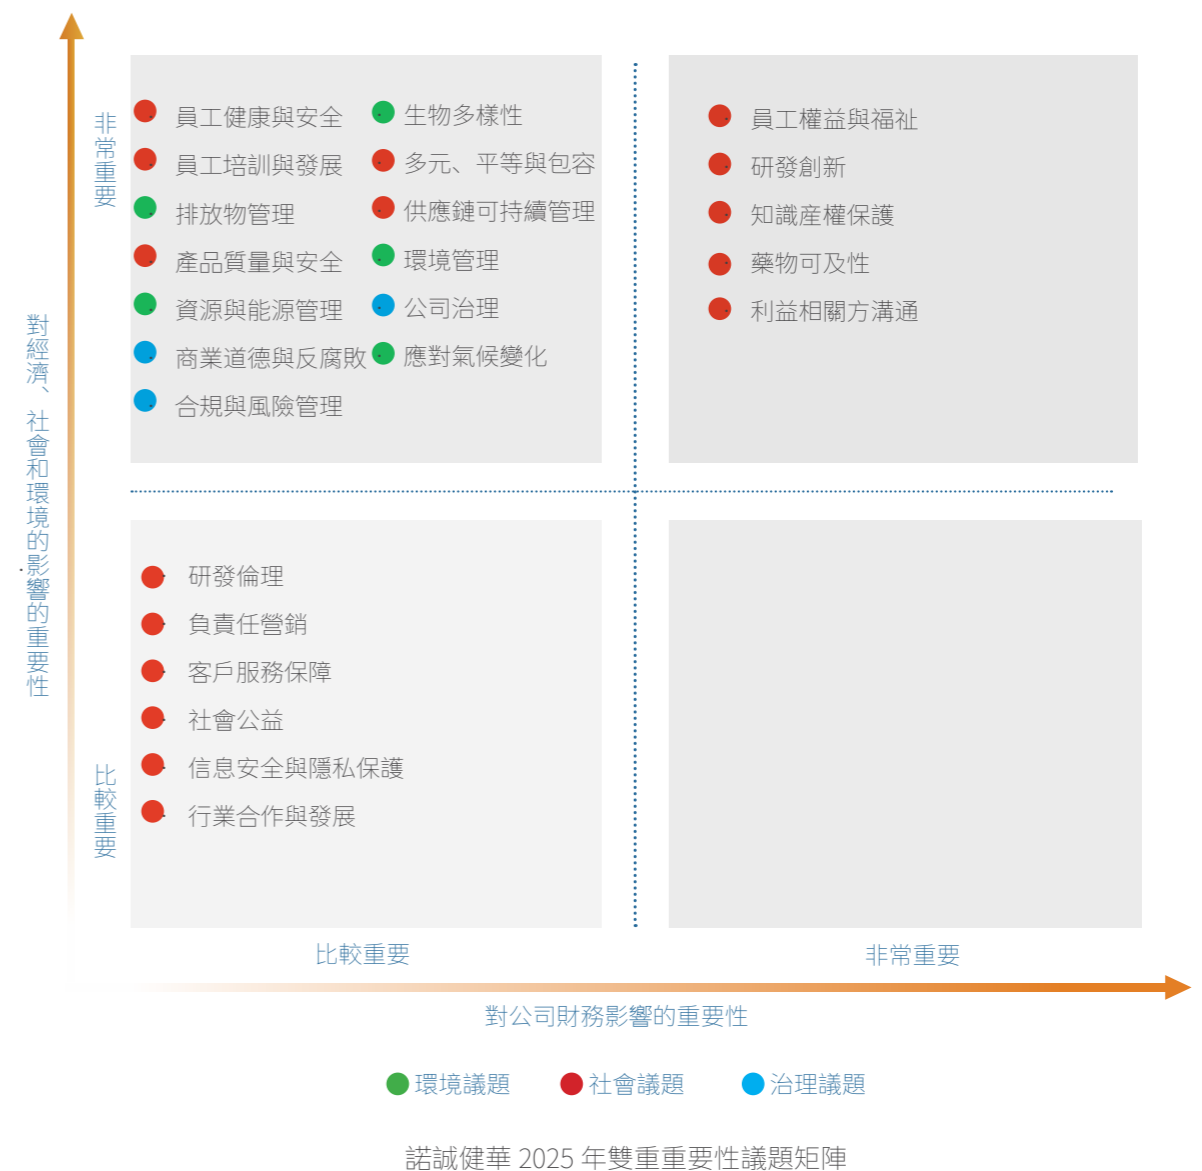 非常重要
員工健康與安全
員工培訓與發展
排放物管理
產品質量與安全
資源與能源管理
商業道德與反腐敗
合規與風險管理
生物多樣性
多元、平等與包容
供應鏈可持續管理
環境管理
公司治理
應對氣候變化
員工權益與福祉
研發創新
知識産權保護
藥物可及性
利益相關方溝通
對經濟、社會和環境的影響的重要性
比較重要
研發倫理
負責任營銷
客戶服務保障
社會公益
信息安全與隱私保護
行業合作與發展
比較重要
非常重要
對公司財務影響的重要性
環境議題
社會議題
治理議題
諾誠健華 2025 年雙重重要性議題矩陣